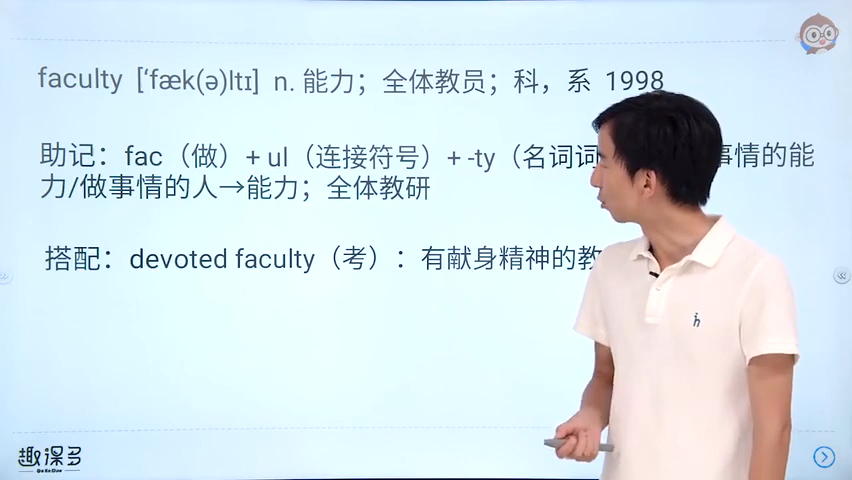 faculty [ˈfæk(ə)ltɪ] n. 能力；全体教员；科，系 1998
助记：fac（做）+ ul（连接符号）+ -ty（名词词 事情的能
力/做事情的人→能力；全体教研
搭配：devoted faculty（考）：有献身精神的教
h
趣课多